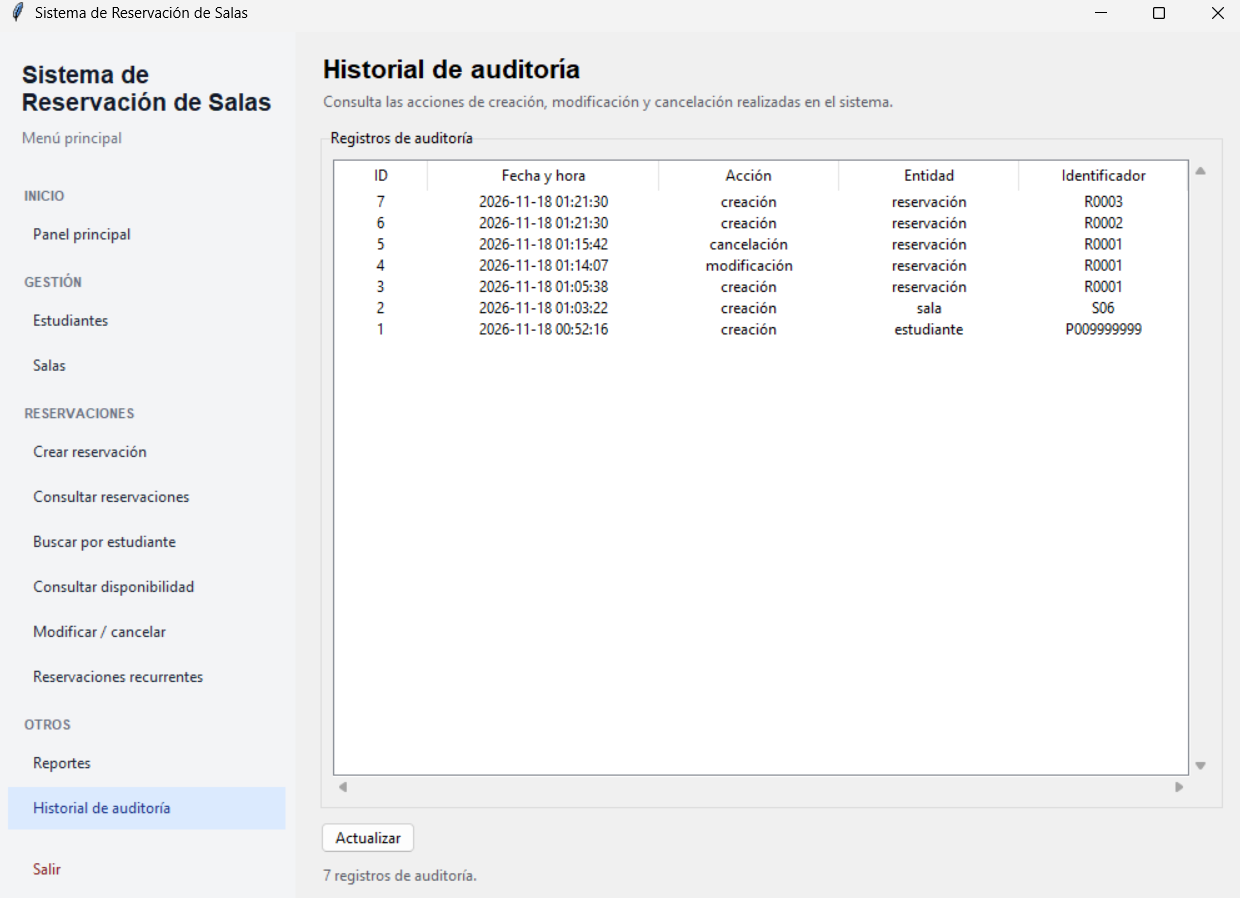 Sistema de Reservación de Salas
Sistema de
Reservación de Salas
Menú principal
INICIO
Panel principal
GESTIÓN
Estudiantes
Salas
RESERVACIONES
Crear reservación
Consultar reservaciones
Buscar por estudiante
Consultar disponibilidad
Modificar / cancelar
Reservaciones recurrentes
OTROS
Reportes
Historial de auditoría
Salir
Historial de auditoría
Consulta las acciones de creación, modificación y cancelación realizadas en el sistema.
Registros de auditoría
ID Fecha y hora Acción Entidad Identificador
7 2026-11-18 01:21:30 creación reservación R0003
6 2026-11-18 01:21:30 creación reservación R0002
5 2026-11-18 01:15:42 cancelación reservación R0001
4 2026-11-18 01:14:07 modificación reservación R0001
3 2026-11-18 01:05:38 creación reservación R0001
2 2026-11-18 01:03:22 creación sala S06
1 2026-11-18 00:52:16 creación estudiante P009999999
Actualizar
7 registros de auditoría.